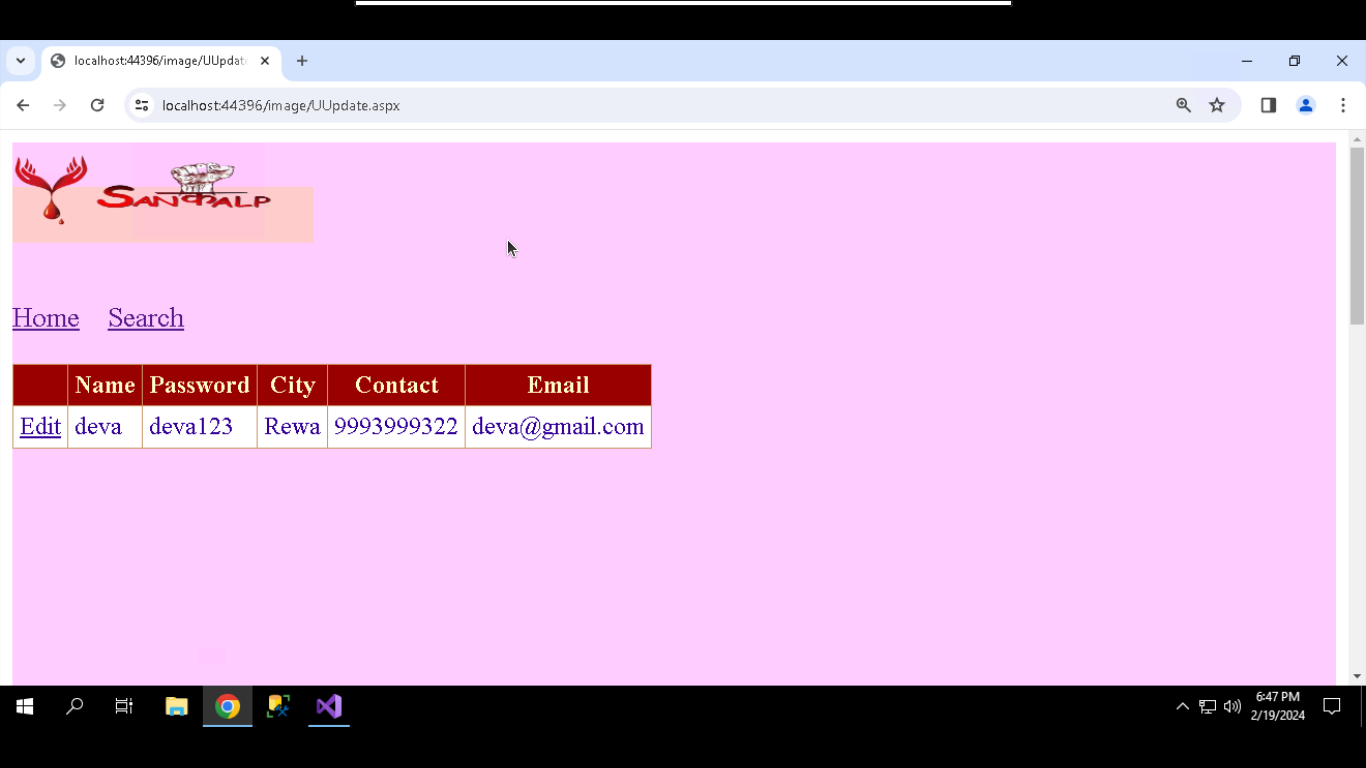 localhost:44396/image/UUpdat
localhost:44396/image/UUpdate.aspx
SANKALP
Home Search
Name Password City Contact Email
Edit deva deva123 Rewa 9993999322 deva@gmail.com
6:47 PM
2/19/2024